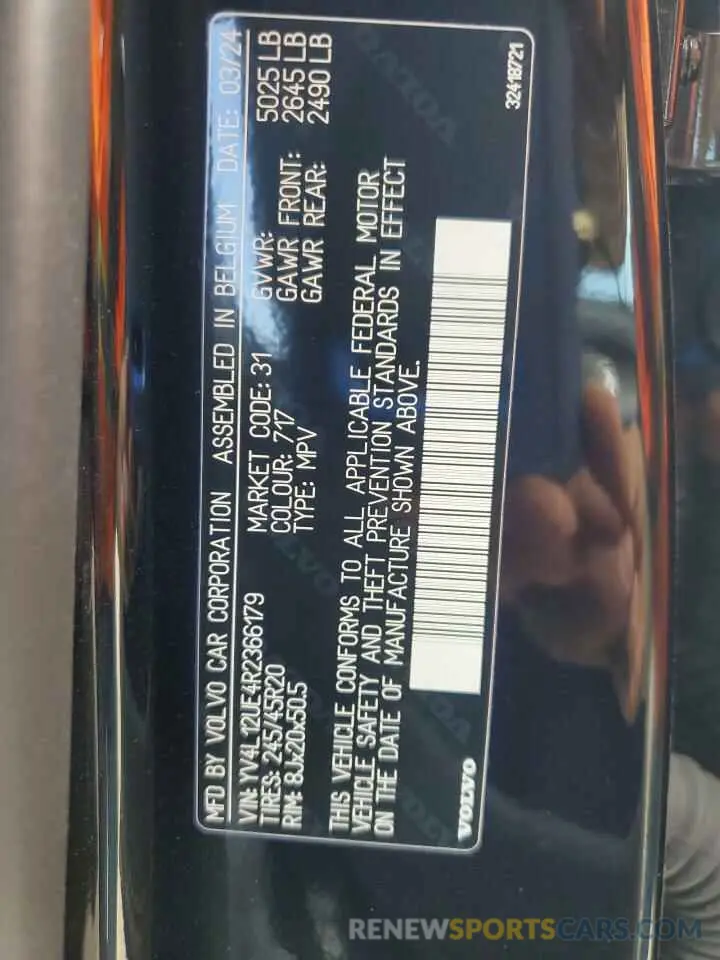 MFD BY VOLVO CAR CORPORATION ASSEMBLED IN BELGIUM DATE: 03/24
VIN: YV4L12UE4R2366179
TIRES: 245/45R20
RIM: 8Jx20x50.5
MARKET CODE: 31
COLOUR: 717
TYPE: MPV
GVWR: 5025 LB
GAWR FRONT: 2645 LB
GAWR REAR: 2490 LB
THIS VEHICLE CONFORMS TO ALL APPLICABLE FEDERAL MOTOR
VEHICLE SAFETY AND THEFT PREVENTION STANDARDS IN EFFECT
ON THE DATE OF MANUFACTURE SHOWN ABOVE.
VOLVO
32418721
RENEWSPORTSCARS.COM